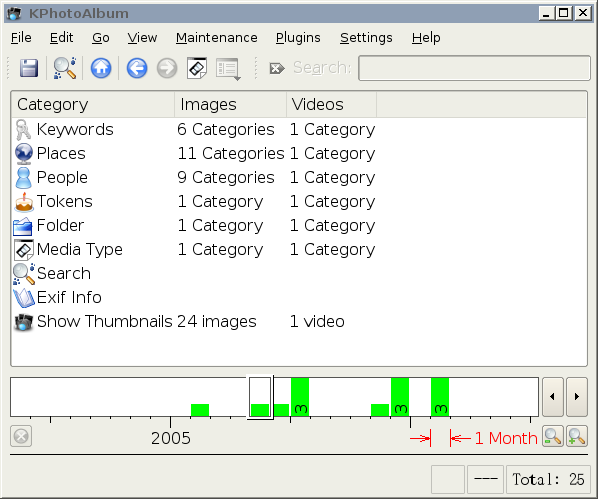 KPhotoAlbum
File Edit Go View Maintenance Plugins Settings Help
Search:
Category Images Videos
Keywords 6 Categories 1 Category
Places 11 Categories 1 Category
People 9 Categories 1 Category
Tokens 1 Category 1 Category
Folder 1 Category 1 Category
Media Type 1 Category 1 Category
Search
Exif Info
Show Thumbnails 24 images 1 video
3 3 3
2005 1 Month
--- Total: 25